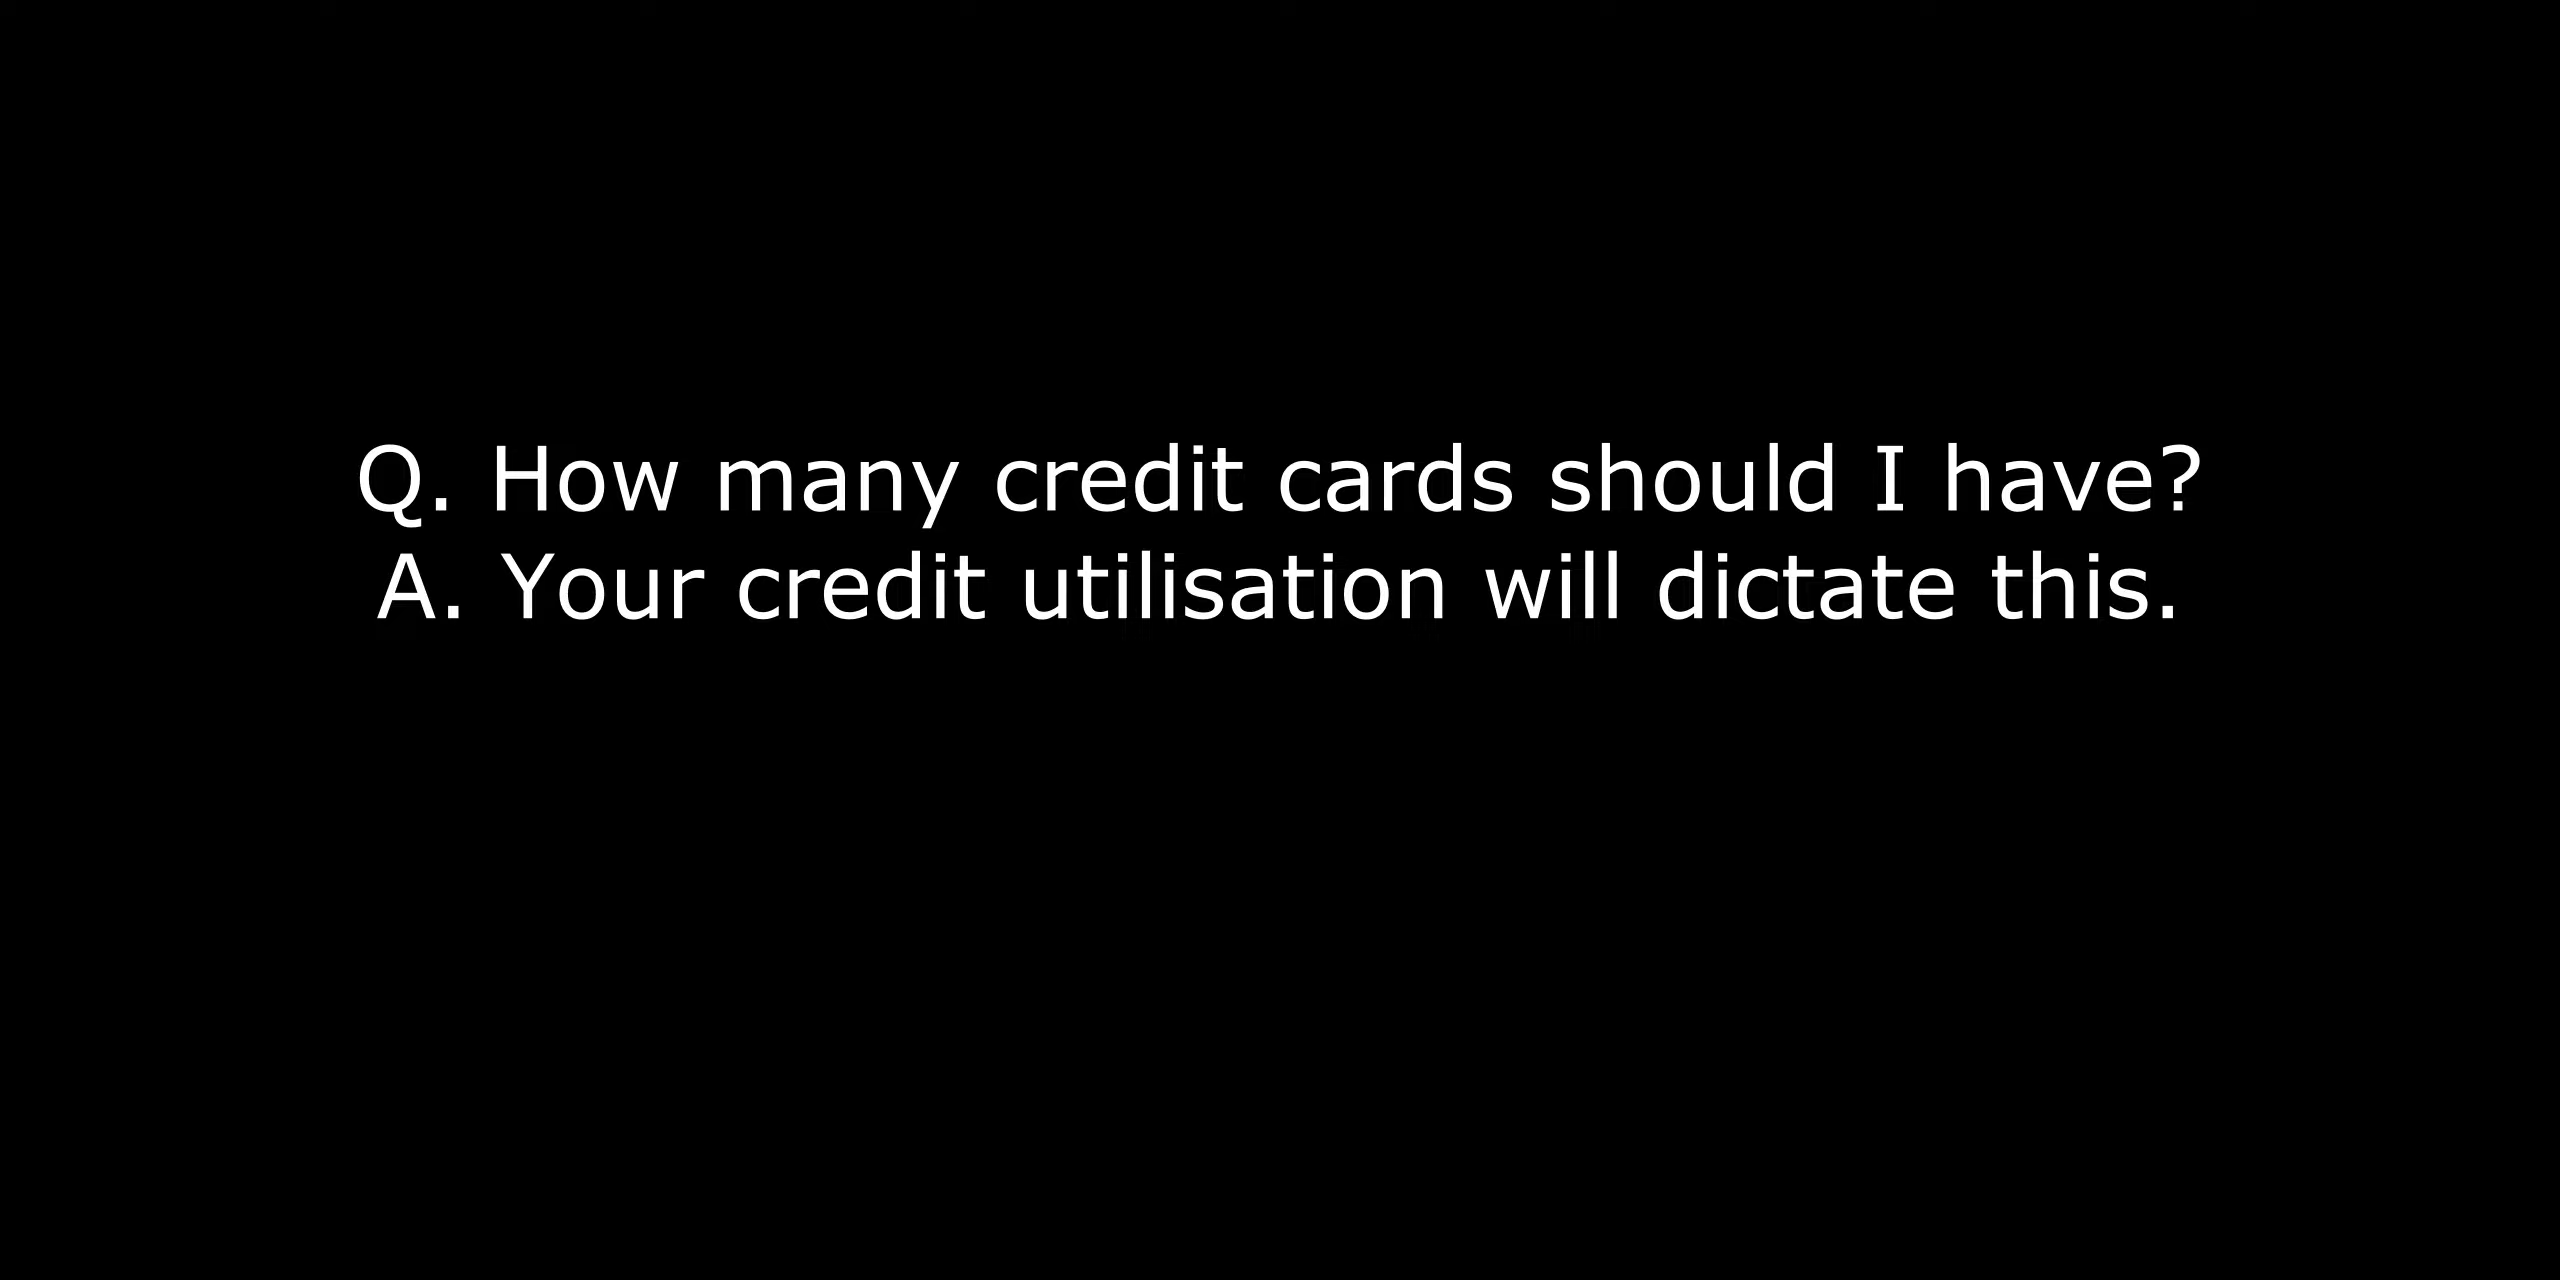 Q. How many credit cards should I have?
A. Your credit utilisation will dictate this.